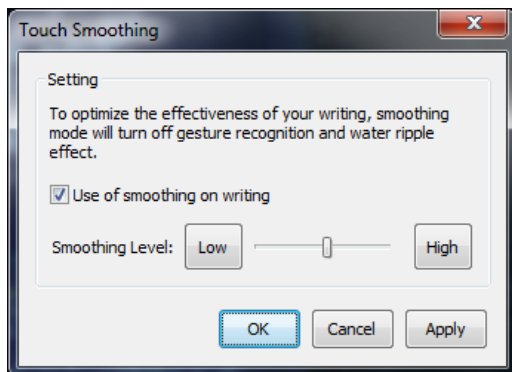 Touch Smoothing
Setting
To optimize the effectiveness of your writing, smoothing
mode will turn off gesture recognition and water ripple
effect.
Use of smoothing on writing
Smoothing Level: Low High
OK Cancel Apply